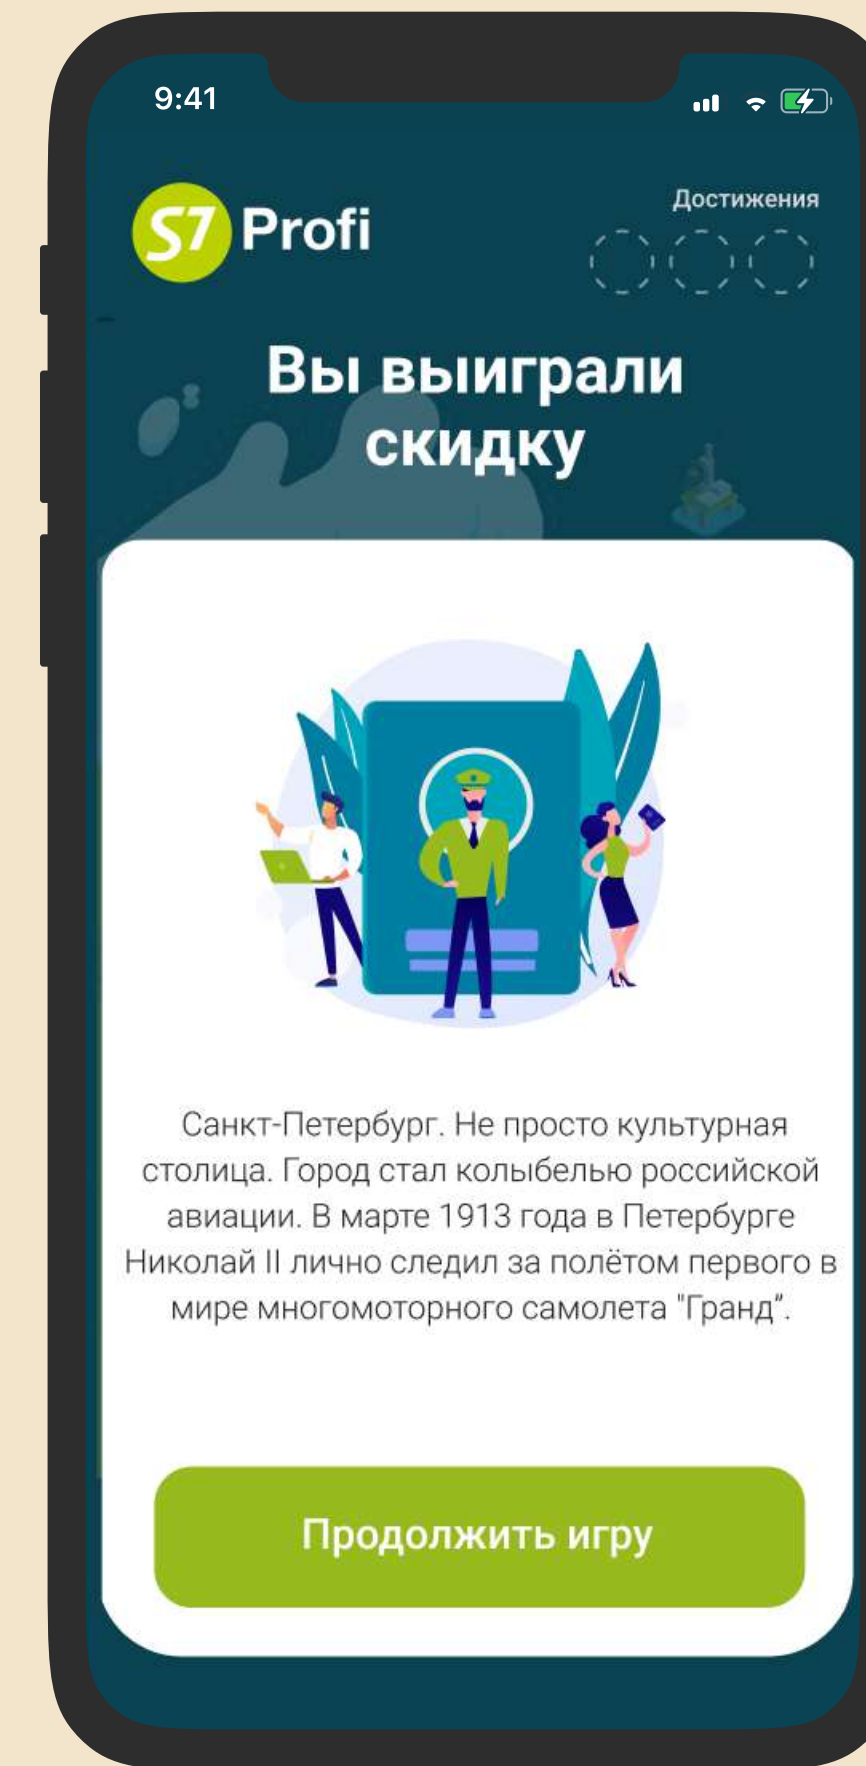 9:41
S7 Profi
Достижения
Вы выиграли
скидку
Санкт-Петербург. Не просто культурная
столица. Город стал колыбелью российской
авиации. В марте 1913 года в Петербурге
Николай II лично следил за полётом первого в
мире многомоторного самолета "Гранд”.
Продолжить игру